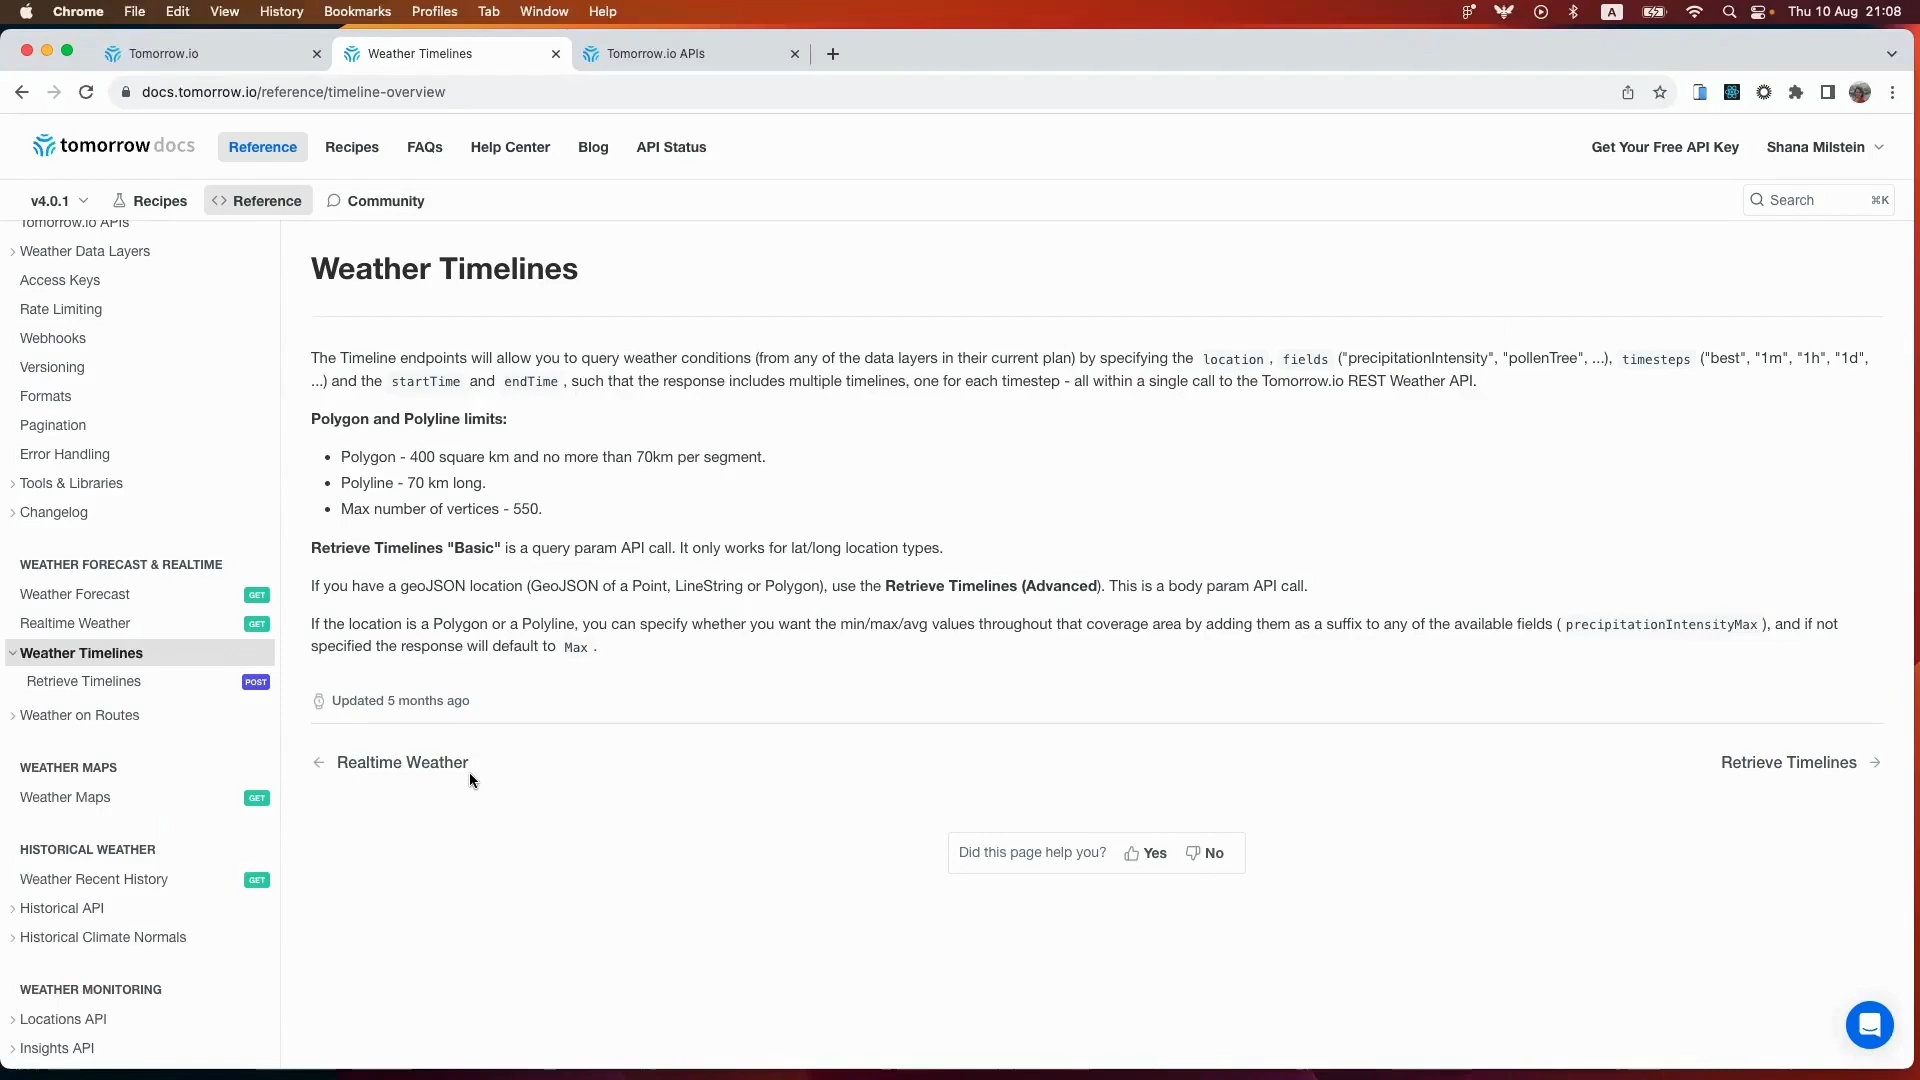 Chrome File Edit View History Bookmarks Profiles Tab Window Help A Thu 10 Aug 21:08
Tomorrow.io Weather Timelines Tomorrow.io APIs
docs.tomorrow.io/reference/timeline-overview
tomorrow docs Reference Recipes FAQs Help Center Blog API Status Get Your Free API Key Shana Milstein
v4.0.1 Recipes Reference Community Search ⌘K
Tomorrow.io APIs
Weather Data Layers
Access Keys
Rate Limiting
Webhooks
Versioning
Formats
Pagination
Error Handling
Tools & Libraries
Changelog
WEATHER FORECAST & REALTIME
Weather Forecast GET
Realtime Weather GET
Weather Timelines
Retrieve Timelines POST
Weather on Routes
WEATHER MAPS
Weather Maps GET
HISTORICAL WEATHER
Weather Recent History GET
Historical API
Historical Climate Normals
WEATHER MONITORING
Locations API
Insights API
Weather Timelines
The Timeline endpoints will allow you to query weather conditions (from any of the data layers in their current plan) by specifying the location, fields ("precipitationIntensity", "pollenTree", ...), timesteps ("best", "1m", "1h", "1d",
...) and the startTime and endTime, such that the response includes multiple timelines, one for each timestep - all within a single call to the Tomorrow.io REST Weather API.
Polygon and Polyline limits:
• Polygon - 400 square km and no more than 70km per segment.
• Polyline - 70 km long.
• Max number of vertices - 550.
Retrieve Timelines "Basic" is a query param API call. It only works for lat/long location types.
If you have a geoJSON location (GeoJSON of a Point, LineString or Polygon), use the Retrieve Timelines (Advanced). This is a body param API call.
If the location is a Polygon or a Polyline, you can specify whether you want the min/max/avg values throughout that coverage area by adding them as a suffix to any of the available fields (precipitationIntensityMax), and if not
specified the response will default to Max.
Updated 5 months ago
← Realtime Weather Retrieve Timelines →
Did this page help you? Yes No